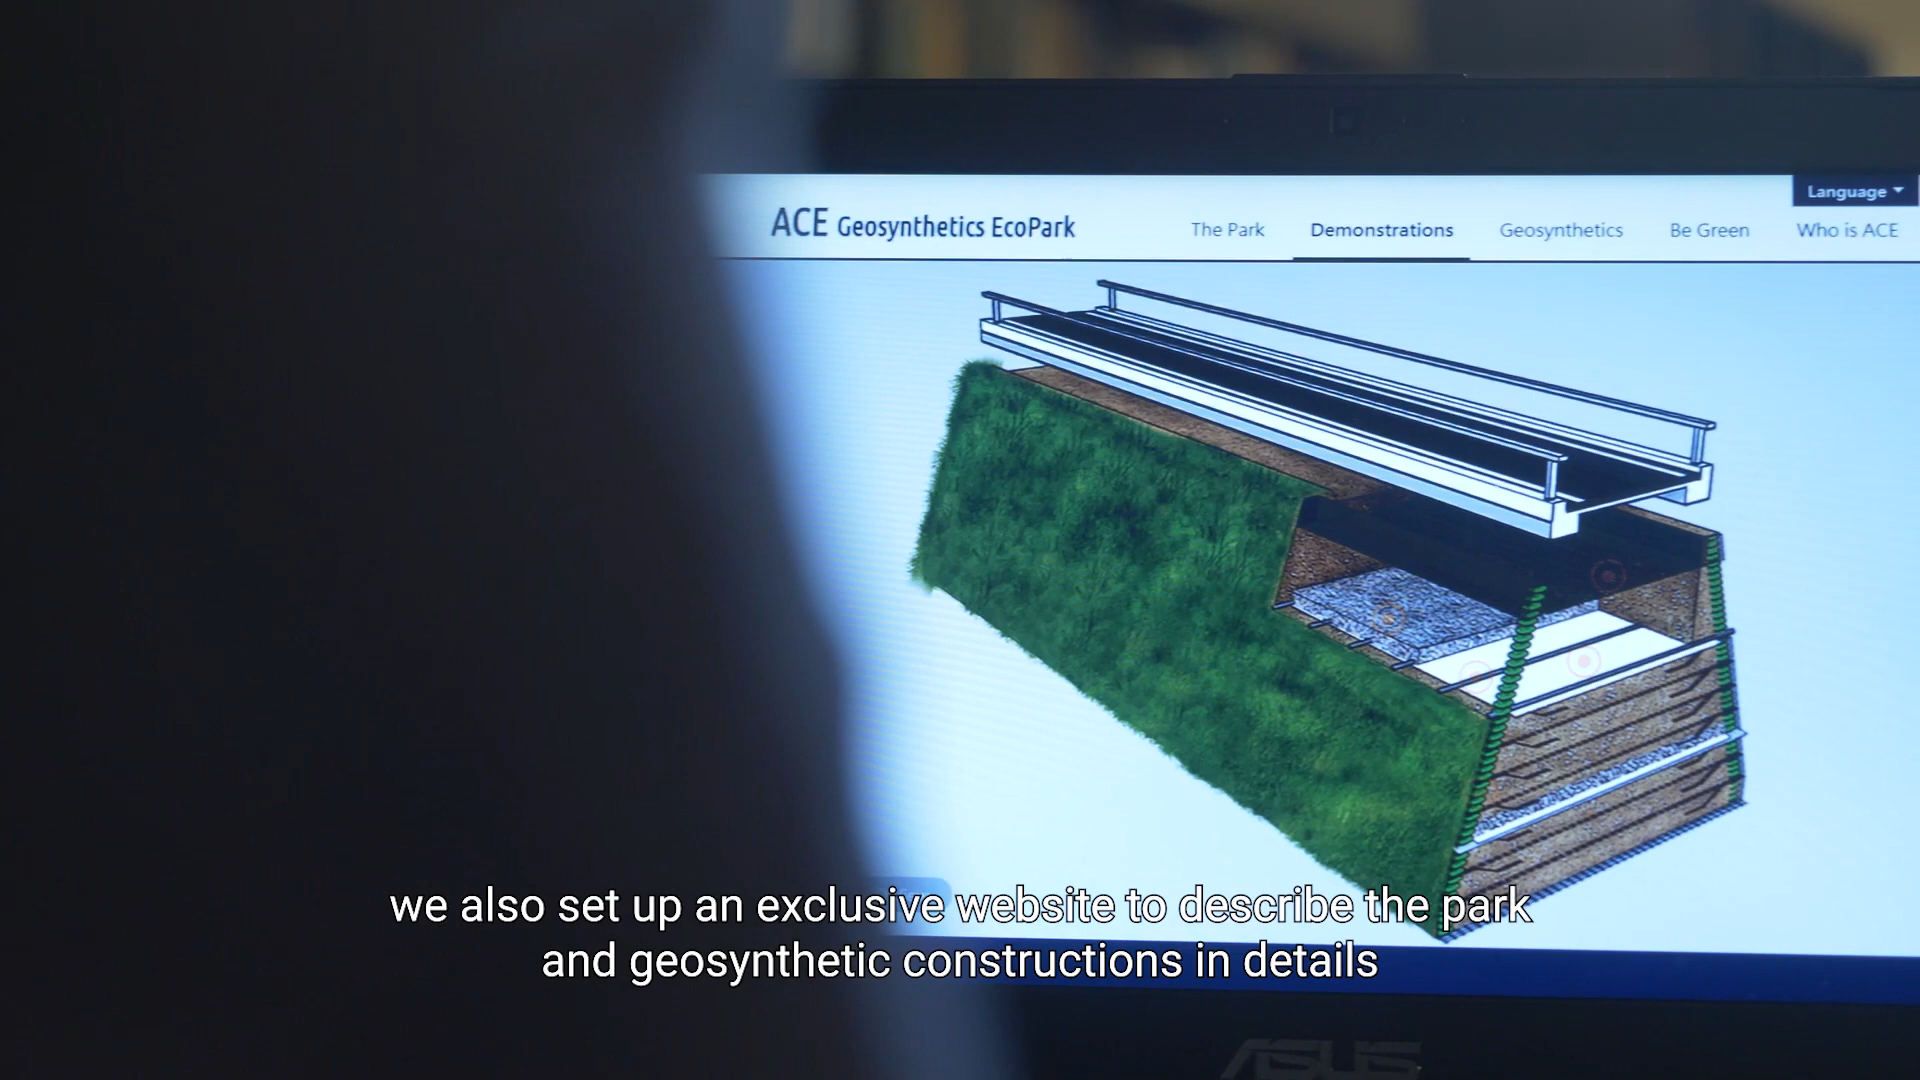 Language
ACE Geosynthetics EcoPark
The Park
Demonstrations
Geosynthetics
Be Green
Who is ACE
we also set up an exclusive website to describe the park
and geosynthetic constructions in details
ASUS